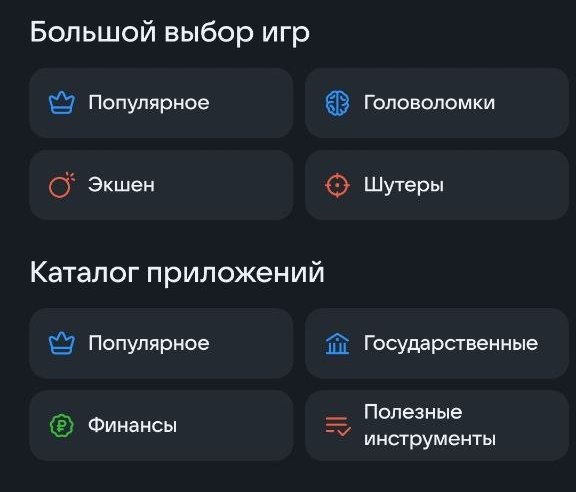 Большой выбор игр
Популярное
Головоломки
Экшен
Шутеры
Каталог приложений
Популярное
Государственные
Финансы
Полезные
инструменты